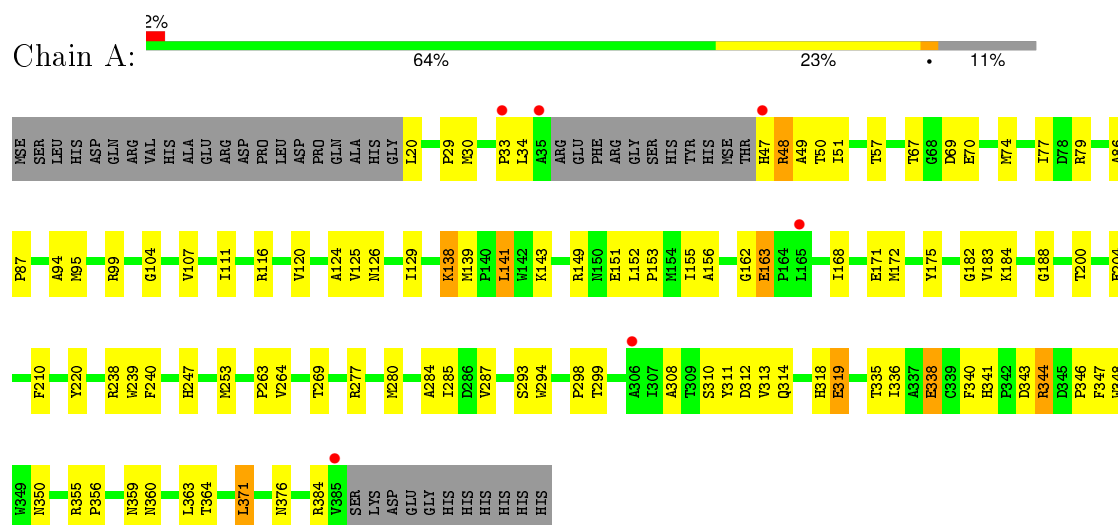 2%
Chain A:
64% 23% • 11%
MSE SER LEU HIS ASP GLN ARG VAL HIS ALA GLU ARG ASP PRO LEU ASP PRO GLN ALA HIS GLY L20 P29 M30 P33 L34 A35 ARG GLU PHE ARG GLY SER HIS TYR HIS MSE THR H47 R48 A49 T50 I51 T57 T67 G68 D69 E70 M74 I77 D78 R79 A86
P87 A94 M95 R99 G104 V107 I111 R116 V120 A124 V125 N126 I129 K138 M139 P140 L141 W142 K143 R149 N150 E151 L152 P153 M154 I155 A156 G162 E163 P164 L165 I168 E171 M172 Y175 G182 V183 K184 G188 T200
F210 Y220 R238 W239 F240 H247 M253 P263 V264 T269 R277 M280 A284 I285 D286 V287 S293 W294 P298 T299 A306 I307 A308 T309 S310 Y311 D312 V313 Q314 H318 E319 T335 I336 A337 E338 C339 F340 H341 P342 D343 R344 D345 P346 F347 W348
W349 N350 R355 P356 N359 N360 L363 T364 L371 N376 R384 V385 SER LYS ASP GLU GLY HIS HIS HIS HIS HIS HIS